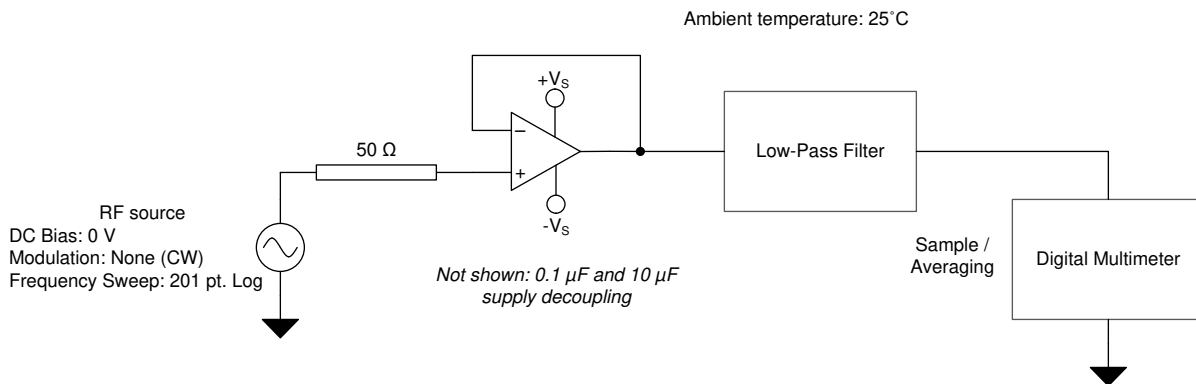 Ambient temperature: 25˚C
+VS
−
50 Ω
+
-VS
Low-Pass Filter
RF source
DC Bias: 0 V
Modulation: None (CW)
Frequency Sweep: 201 pt. Log
Not shown: 0.1 µF and 10 µF
supply decoupling
Sample /
Averaging
Digital Multimeter